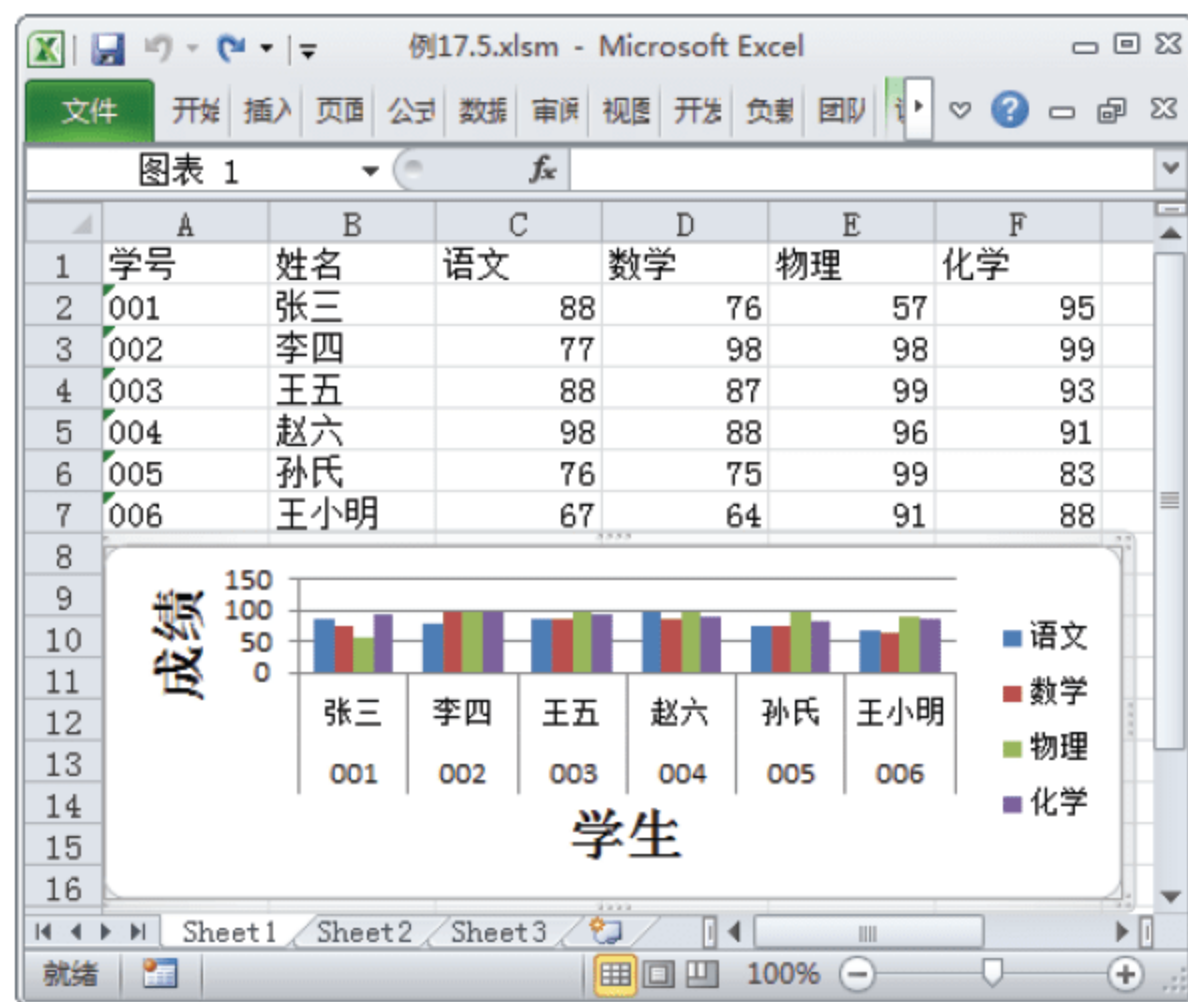 例17.5.xlsm - Microsoft Excel
文件 开始 插入 页面 公式 数据 审阅 视图 开发 负载 团队
图表 1 fx
A B C D E F
1 学号 姓名 语文 数学 物理 化学
2 001 张三 88 76 57 95
3 002 李四 77 98 98 99
4 003 王五 88 87 99 93
5 004 赵六 98 88 96 91
6 005 孙氏 76 75 99 83
7 006 王小明 67 64 91 88
8
9
10
11
12
13
14
15
16
成绩
150
100
50
0
张三 李四 王五 赵六 孙氏 王小明
001 002 003 004 005 006
学生
语文
数学
物理
化学
Sheet1 Sheet2 Sheet3
就绪 100%